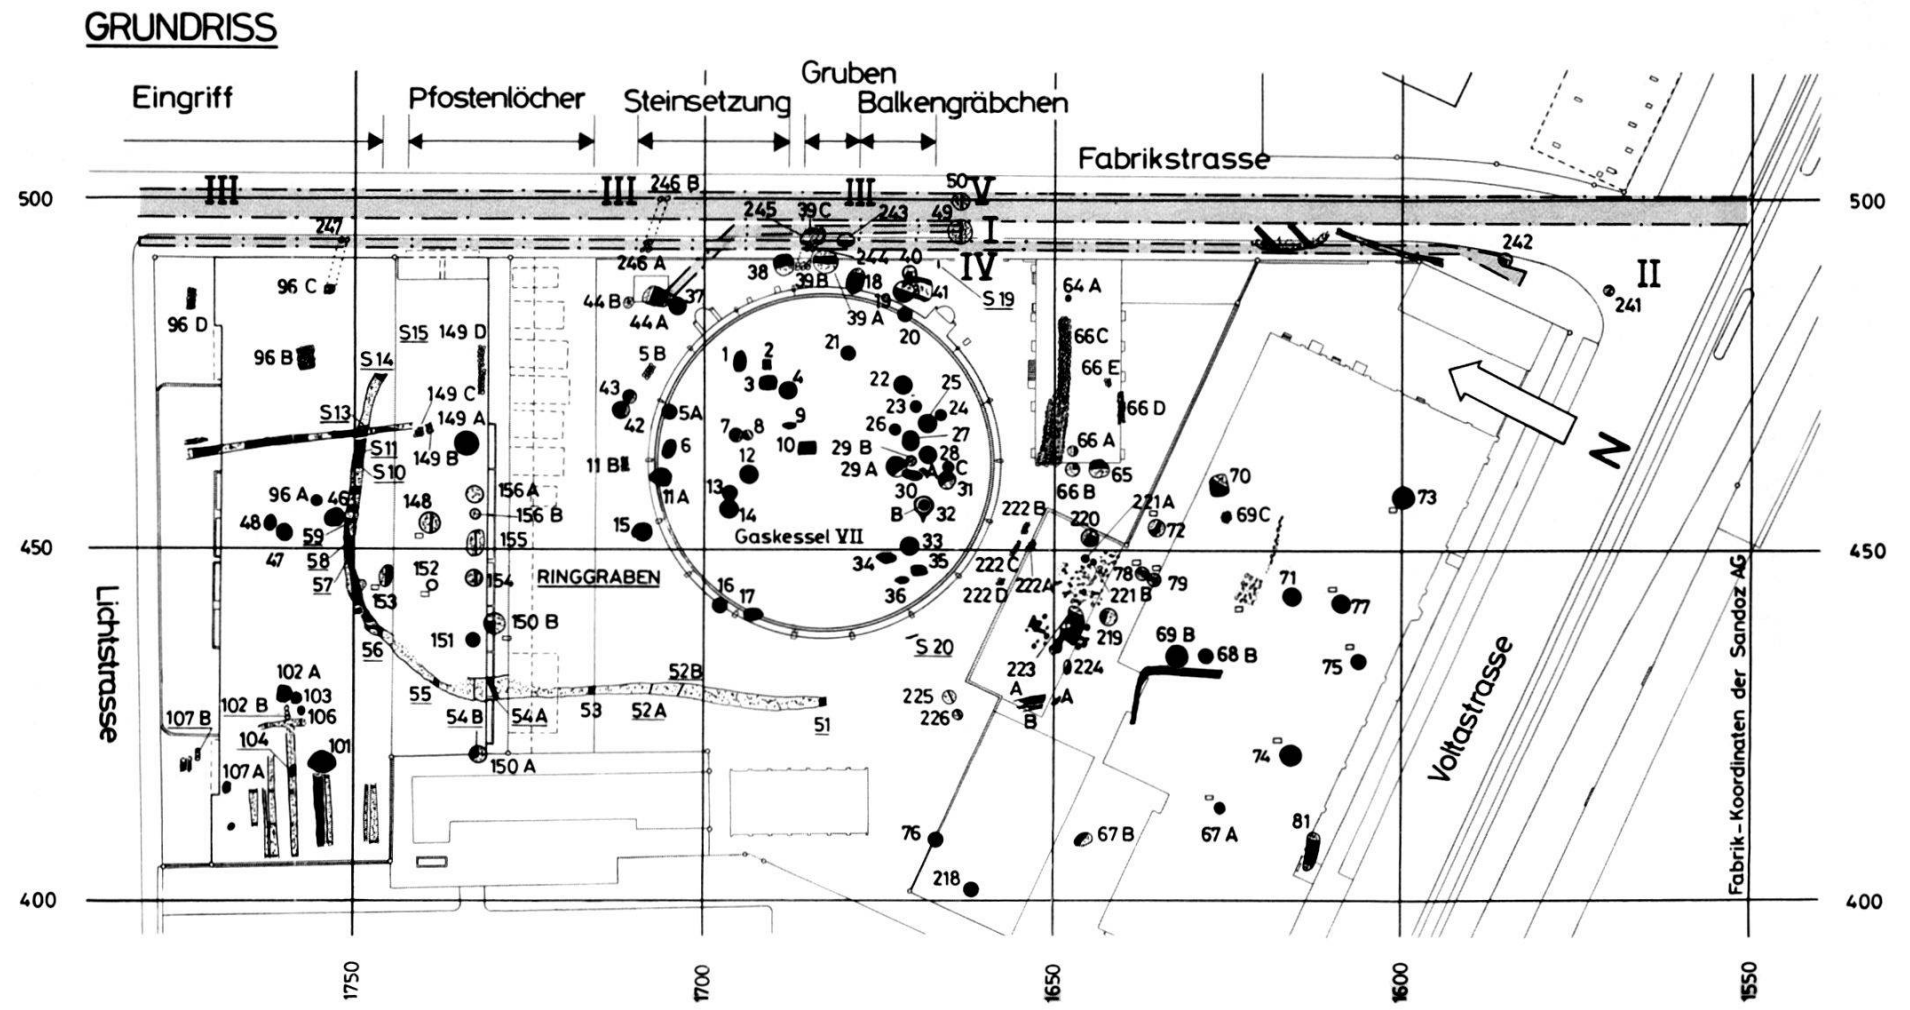 GRUNDRISS
Eingriff
Pfostenlöcher
Steinsetzung
Gruben
Balkengräbchen
Fabrikstrasse
500
III
III
246 B
III
50
V
500
247
245
39 C
243
49
I
242
246 A
38
39 B
244
40
IV
II
96 C
44 B
37
18
41
64 A
241
96 D
44 A
39 A
19
S 19
S15
149 D
20
66 C
96 B
S 14
5 B
1
2
21
66 E
3
4
22
25
149 C
43
23
24
66 D
S13
149 A
42
5A
7
8
9
26
27
S11
149 B
6
10
29 B
28
66 A
S10
11 B
12
29 A
A
C
65
70
96 A
46
156 A
11 A
13
30
31
66 B
221 A
73
48
148
156 B
14
B
32
222 B
220
69 C
59
15
Gaskessel VII
72
47
58
155
33
450
450
152
34
35
222 C
78
79
71
57
153
154
RINGGRABEN
16
17
36
222 D
222A
221 B
77
151
150 B
219
69 B
68 B
56
S 20
223
224
75
102 A
55
52B
225
A
A
102 B
103
106
54 B
54 A
53
52 A
51
226
B
107 B
104
101
107 A
150 A
74
76
67 B
67 A
81
218
400
400
Lichtstrasse
Voltastrasse
N
Fabrik-Koordinaten der Sandoz AG
1750
1700
1650
1600
1550